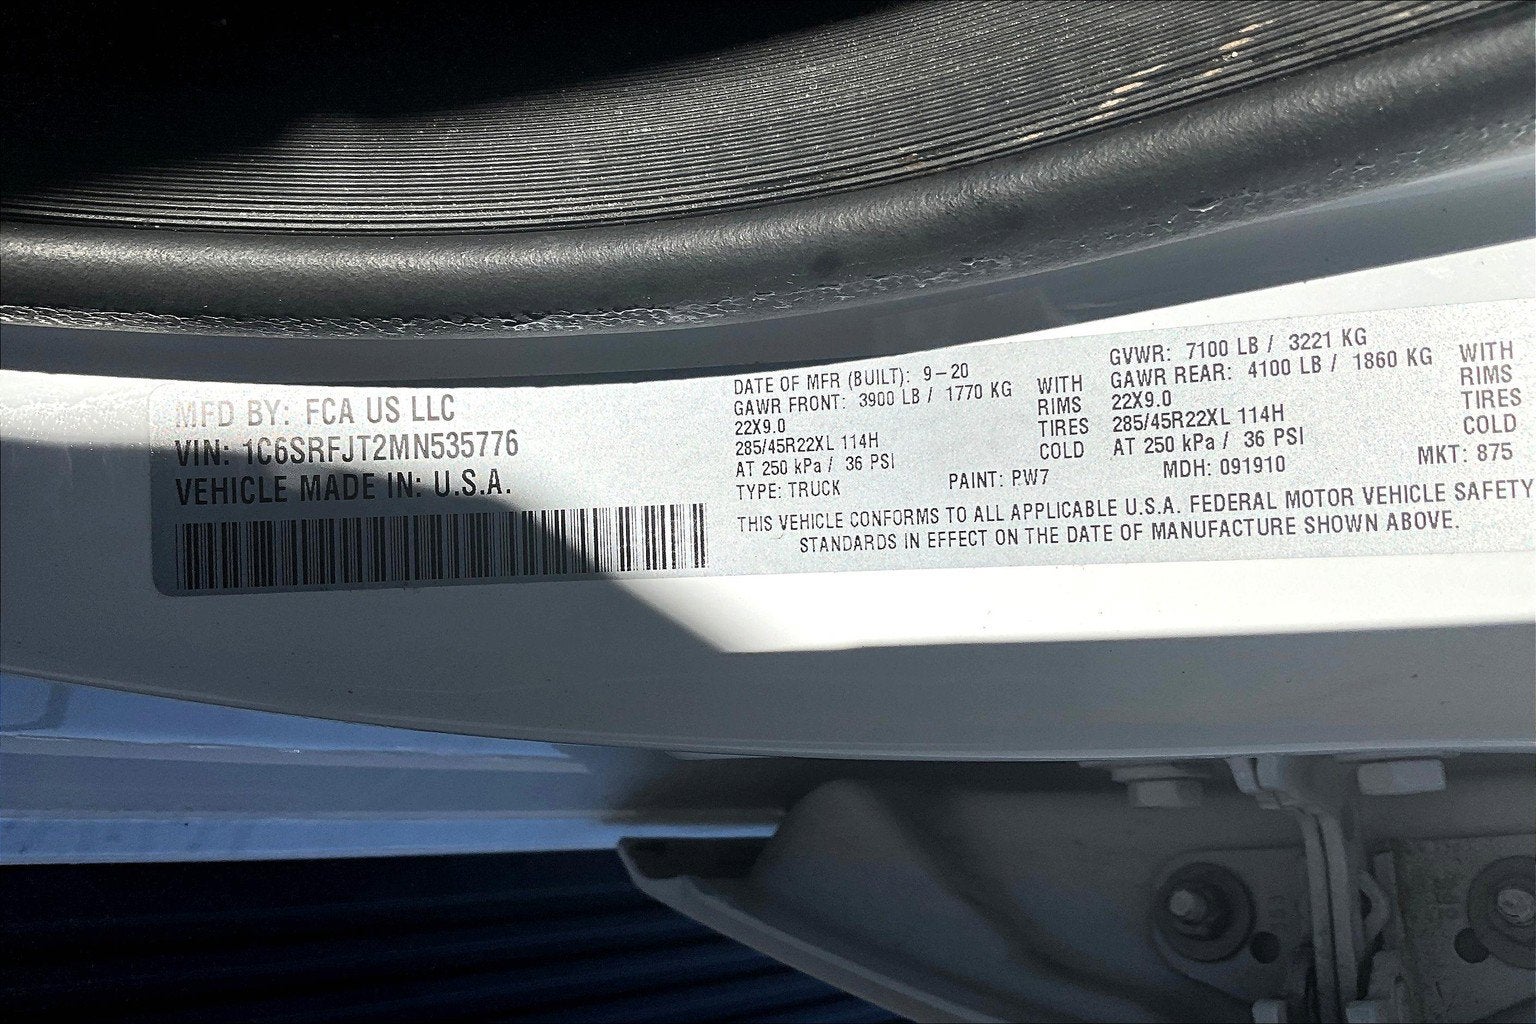 MFD BY: FCA US LLC
VIN: 1C6SRFJT2MN535776
VEHICLE MADE IN: U.S.A.
DATE OF MFR (BUILT): 9-20
GAWR FRONT: 3900 LB / 1770 KG WITH
22X9.0 RIMS
285/45R22XL 114H TIRES
AT 250 kPa / 36 PSI COLD
TYPE: TRUCK PAINT: PW7
GVWR: 7100 LB / 3221 KG
GAWR REAR: 4100 LB / 1860 KG WITH
22X9.0 RIMS
285/45R22XL 114H TIRES
AT 250 kPa / 36 PSI COLD
MDH: 091910 MKT: 875
THIS VEHICLE CONFORMS TO ALL APPLICABLE U.S.A. FEDERAL MOTOR VEHICLE SAFETY
STANDARDS IN EFFECT ON THE DATE OF MANUFACTURE SHOWN ABOVE.